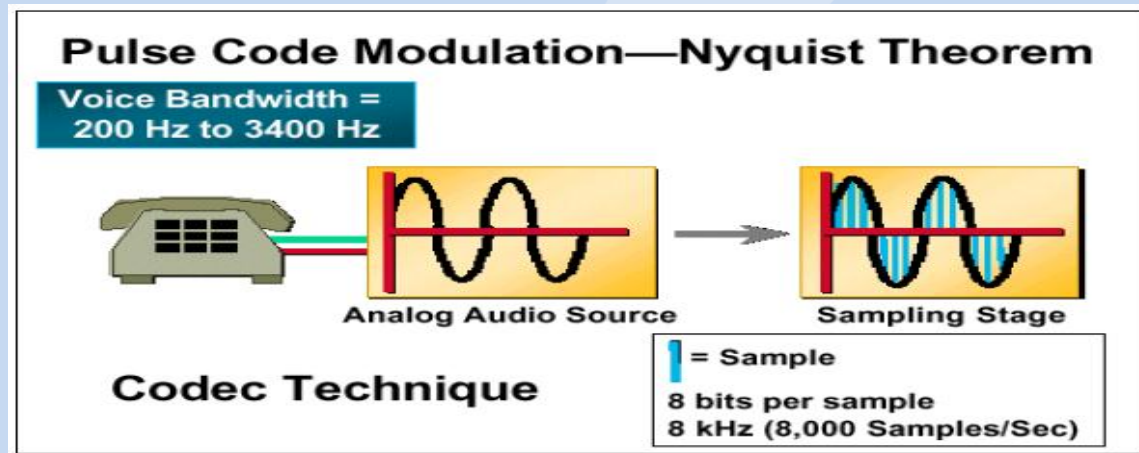 Pulse Code Modulation—Nyquist Theorem
Voice Bandwidth =
200 Hz to 3400 Hz
Analog Audio Source
Sampling Stage
Codec Technique
= Sample
8 bits per sample
8 kHz (8,000 Samples/Sec)